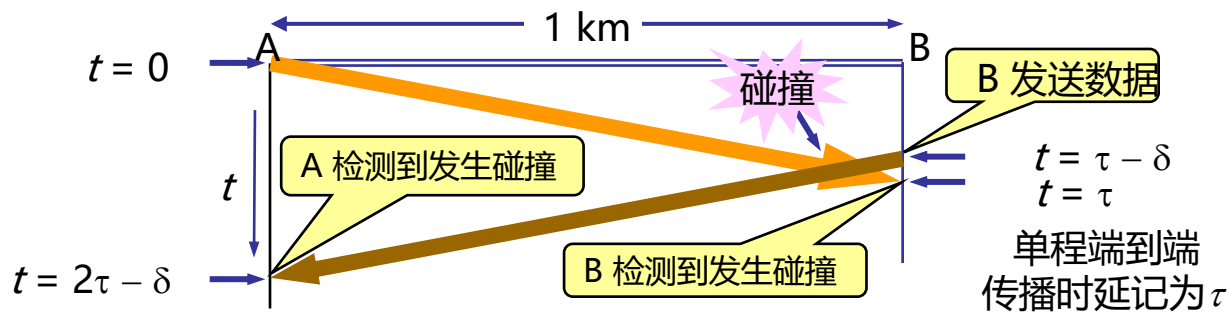 1 km
A
B
t = 0
碰撞
B 发送数据
A 检测到发生碰撞
t = τ – δ
t
t = τ
B 检测到发生碰撞
单程端到端
t = 2τ – δ
传播时延记为 τ